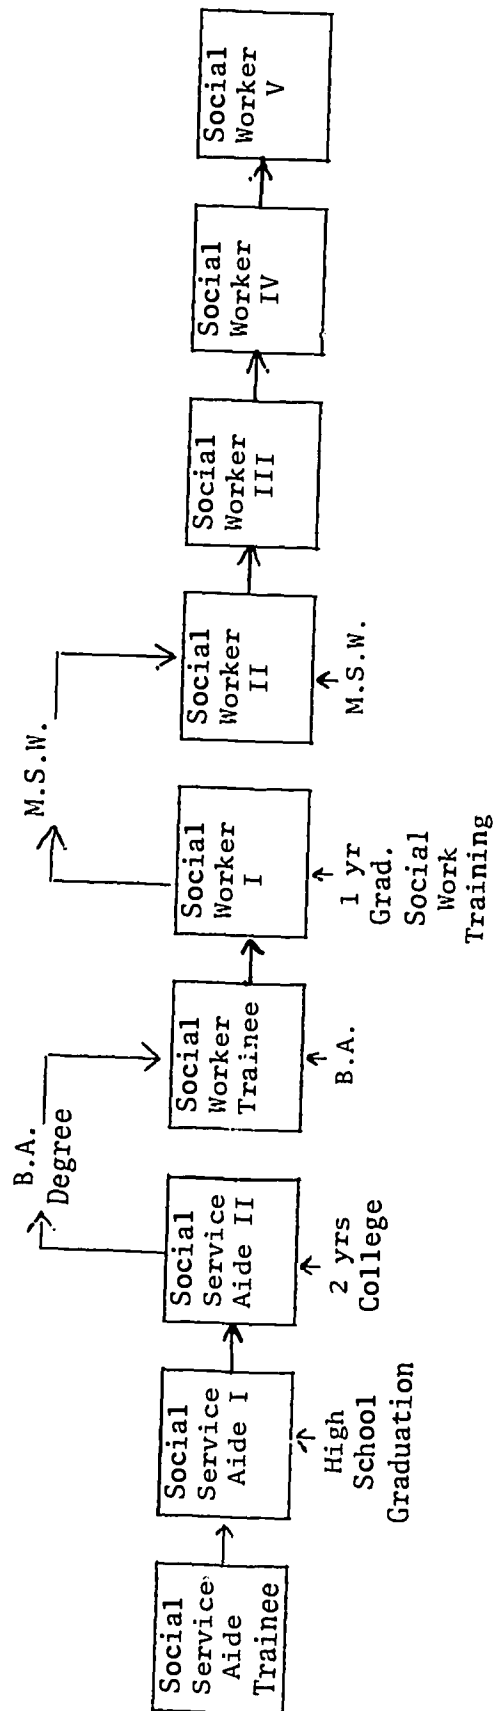 Social
Service
Aide
Trainee
Social
Service
Aide I
High
School
Graduation
Social
Service
Aide II
2 yrs
College
B.A.
Degree
Social
Worker
Trainee
B.A.
Social
Worker
I
1 yr
Grad.
Social
Work
Training
M.S.W.
Social
Worker
II
M.S.W.
Social
Worker
III
Social
Worker
IV
Social
Worker
V